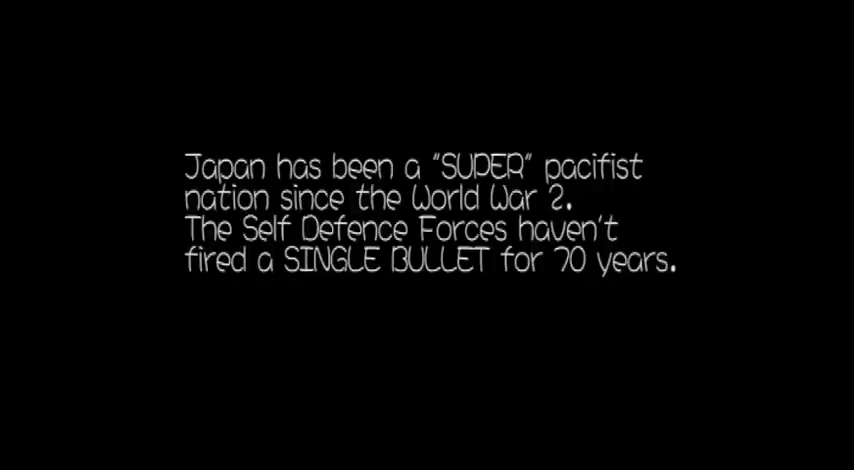 Japan has been a "SUPER" pacifist
nation since the World War 2.
The Self Defence Forces haven't
fired a SINGLE BULLET for 70 years.